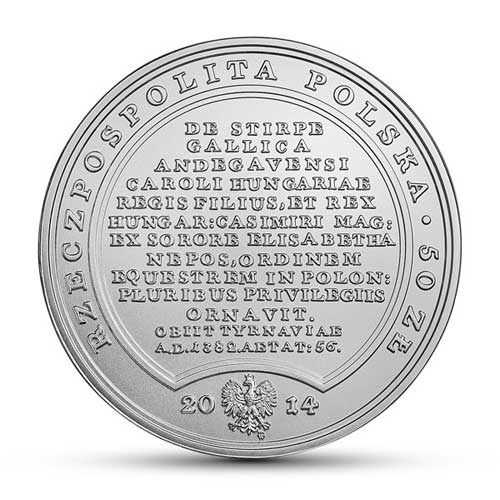 RZECZPOSPOLITA POLSKA · 50 ZŁ
DE STIRPE
GALLICA
ANDEGAVENSI
CAROLI HUNGARIAE
REGIS FILIUS, ET REX
HUNGAR: CASIMIRI MAG:
EX SORORE ELISABETHA
NEPOS, ORDINEM
EQUESTREM IN POLON:
PLURIBUS PRIVILEGIIS
ORNAVIT.
OBIIT TYRNAVIAE
A.D. 1382. AETAT: 56.
20 14